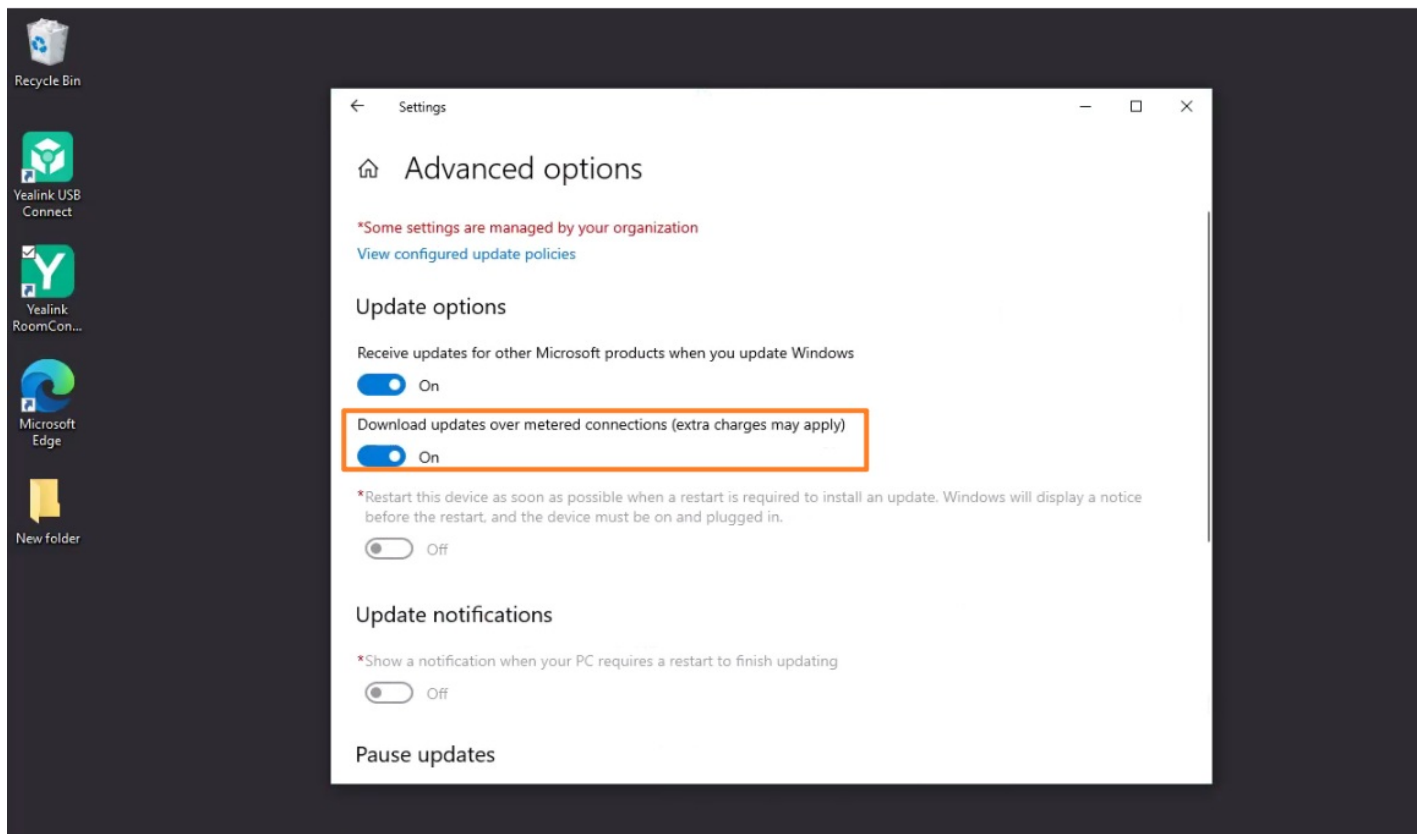 Recycle Bin
Yealink USB
Connect
Yealink
RoomCon...
Microsoft
Edge
New folder
Settings
Advanced options
*Some settings are managed by your organization
View configured update policies
Update options
Receive updates for other Microsoft products when you update Windows
On
Download updates over metered connections (extra charges may apply)
On
*Restart this device as soon as possible when a restart is required to install an update. Windows will display a notice
before the restart, and the device must be on and plugged in.
Off
Update notifications
*Show a notification when your PC requires a restart to finish updating
Off
Pause updates